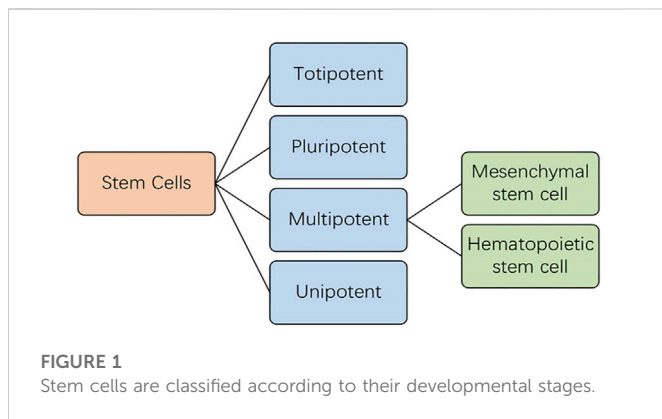 Totipotent
Pluripotent
Stem Cells
Mesenchymal
stem cell
Multipotent
Hematopoietic
stem cell
Unipotent
FIGURE 1
Stem cells are classified according to their developmental stages.